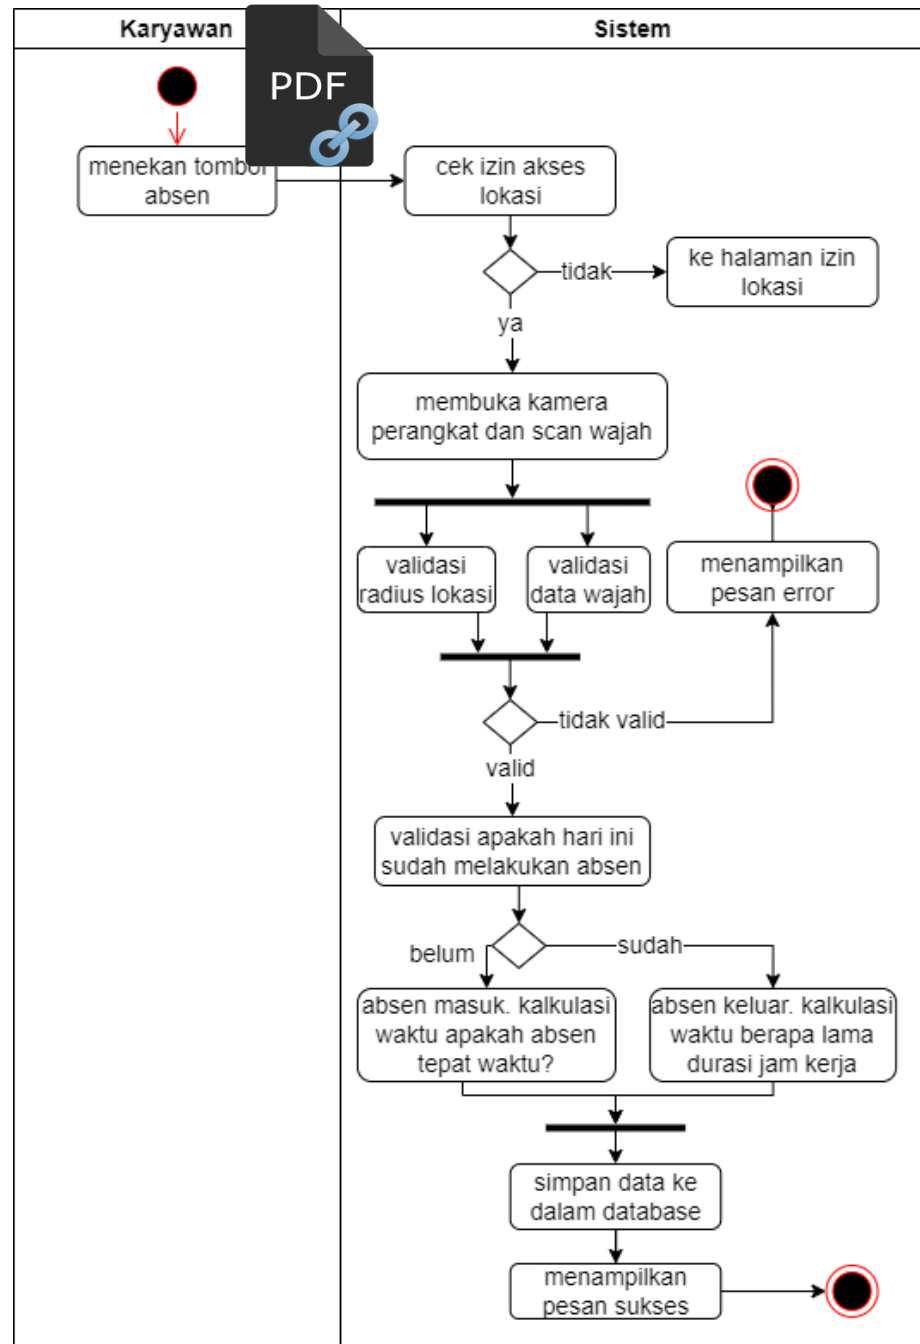 Karyawan
Sistem
PDF
menekan tombol
absen
cek izin akses
lokasi
tidak
ke halaman izin
lokasi
ya
membuka kamera
perangkat dan scan wajah
validasi
radius lokasi
validasi
data wajah
menampilkan
pesan error
tidak valid
valid
validasi apakah hari ini
sudah melakukan absen
belum
sudah
absen masuk. kalkulasi
waktu apakah absen
tepat waktu?
absen keluar. kalkulasi
waktu berapa lama
durasi jam kerja
simpan data ke
dalam database
menampilkan
pesan sukses